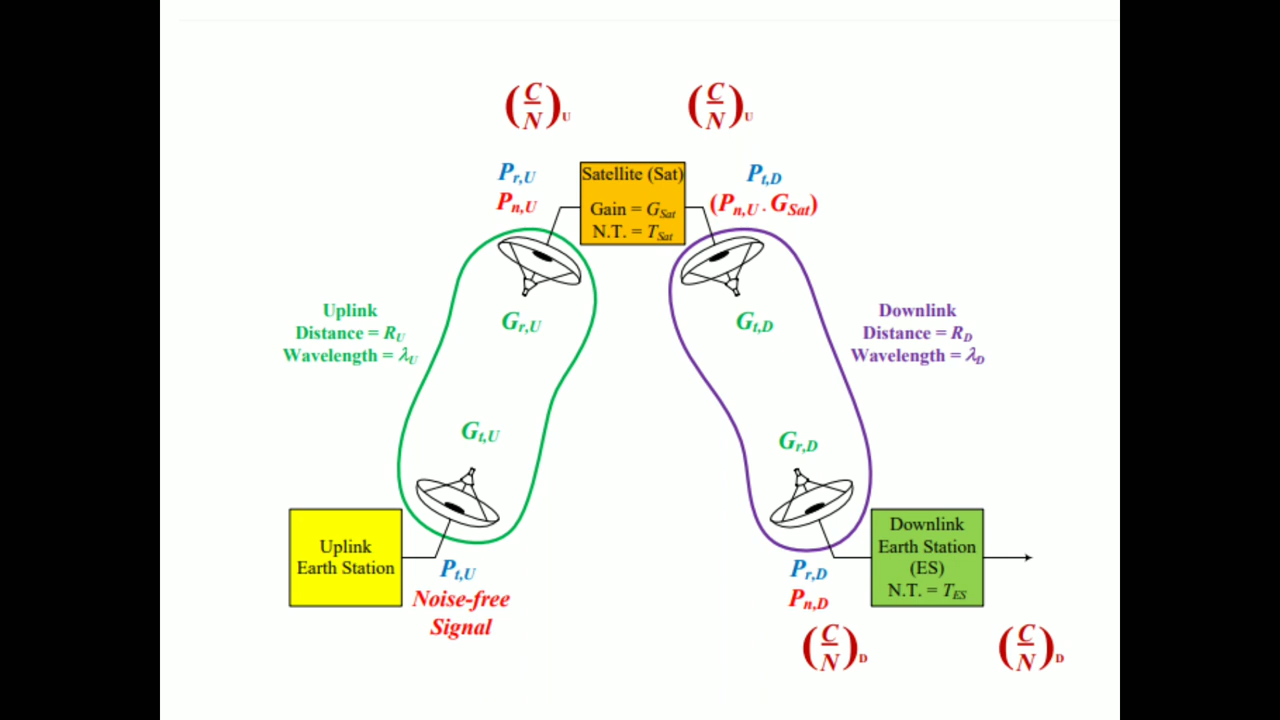 (C/N)U
(C/N)U
Pr,U
Pn,U
Satellite (Sat)
Gain = GSat
N.T. = TSat
Pt,D
(Pn,U . GSat)
Uplink
Distance = RU
Wavelength = λU
Gr,U
Gt,D
Downlink
Distance = RD
Wavelength = λD
Gt,U
Gr,D
Uplink
Earth Station
Pt,U
Noise-free
Signal
Pr,D
Pn,D
Downlink
Earth Station
(ES)
N.T. = TES
(C/N)D
(C/N)D